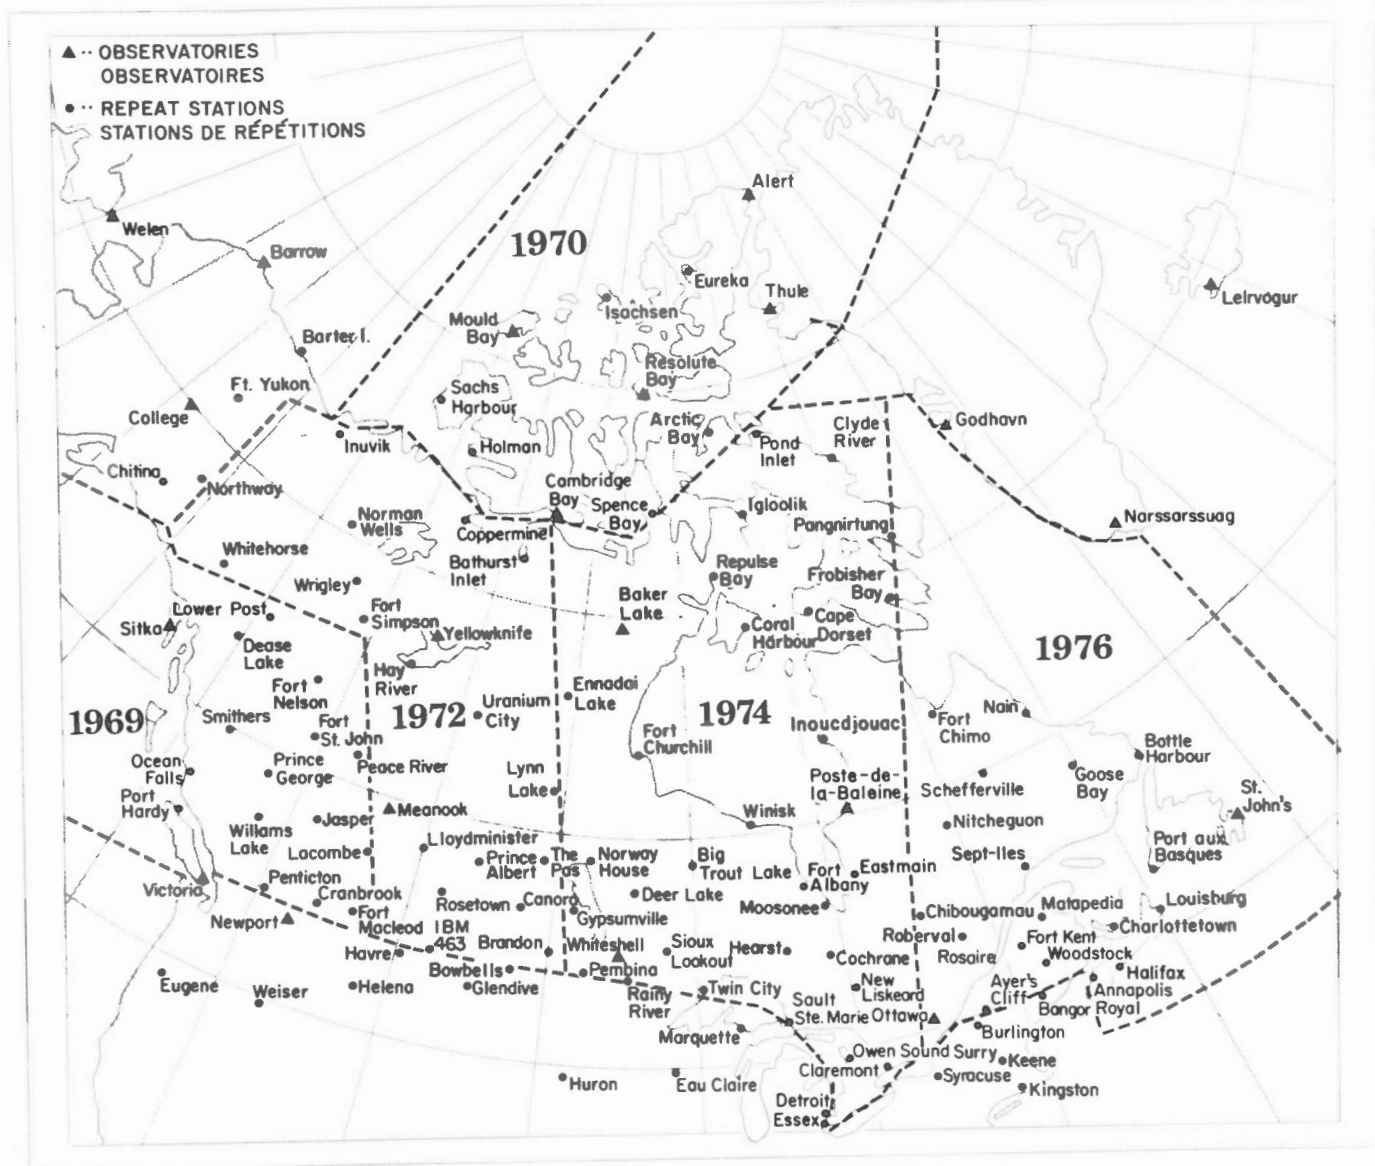 OBSERVATORIES
OBSERVATOIRES
REPEAT STATIONS
STATIONS DE RÉPÉTITIONS
Alert
Welen
Barrow
1970
Eureka
Thule
Isachsen
Mould
Bay
Leirvogur
Barter I.
Resolute
Bay
Ft. Yukon
Sachs
Harbour
College
Arctic
Bay
Clyde
River
Godhavn
Inuvik
Holman
Pond
Inlet
Chitina
Northway
Cambridge
Bay
Spence
Bay
Igloolik
Norman
Wells
Coppermine
Pangnirtung
Narssarssuaq
Whitehorse
Bathurst
Inlet
Repulse
Bay
Wrigley
Frobisher
Bay
Baker
Lake
Lower Post
Fort
Simpson
Sitka
Yellowknife
Coral
Harbour
Cape
Dorset
Dease
Lake
1976
Hay
River
Fort
Nelson
Ennadai
Lake
Uranium
City
1969
Smithers
1972
1974
Nain
Fort
St. John
Fort
Churchill
Inoucdjouac
Fort
Chimo
Ocean
Falls
Prince
George
Peace River
Lynn
Lake
Poste-de-
la-Baleine
Battle
Harbour
Schefferville
Goose
Bay
St.
John's
Port
Hardy
Meanook
Winisk
Nitchequon
Willams
Lake
Jasper
Lloydminister
Lacombe
Prince
Albert
The
Pas
Norway
House
Big
Trout Lake
Fort
Albany
Eastmain
Sept-Iles
Port aux
Basques
Victoria
Penticton
Cranbrook
Rosetown
Canora
Deer Lake
Moosonee
Gypsumville
Chibougamau
Matapedia
Louisburg
Newport
Fort
Macleod
IBM
463
Charlottetown
Havre
Brandon
Whiteshell
Sioux
Lookout
Hearst
Roberval
Fort Kent
Cochrane
Rosaire
Woodstock
Bowbells
Pembina
Halifax
Eugene
Weiser
Helena
Glendive
Rainy
River
Twin City
New
Liskeard
Ayer's
Cliff
Annapolis
Royal
Bangor
Sault
Ste. Marie
Ottawa
Marquette
Burlington
Owen Sound
Surry
Keene
Claremont
Huron
Eau Claire
Syracuse
Kingston
Detroit
Essex